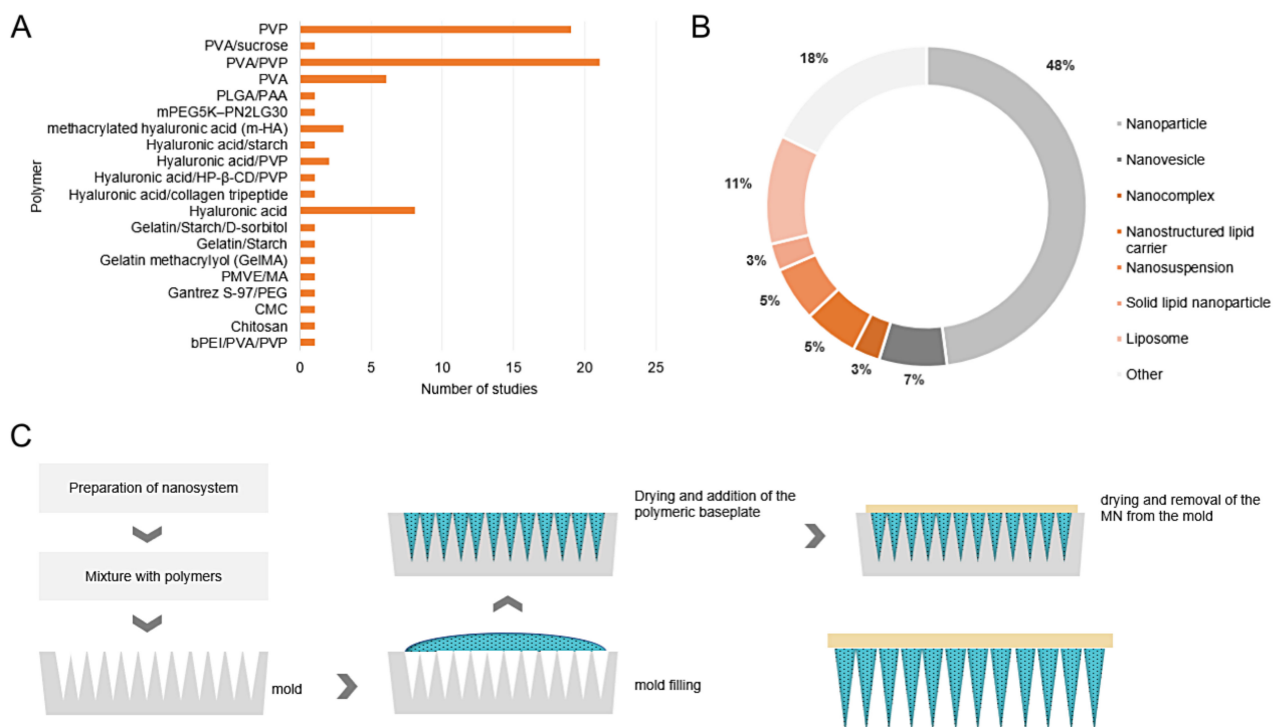 A
Polymer
PVP
PVA/sucrose
PVA/PVP
PVA
PLGA/PAA
mPEG5K–PN2LG30
methacrylated hyaluronic acid (m-HA)
Hyaluronic acid/starch
Hyaluronic acid/PVP
Hyaluronic acid/HP-β-CD/PVP
Hyaluronic acid/collagen tripeptide
Hyaluronic acid
Gelatin/Starch/D-sorbitol
Gelatin/Starch
Gelatin methacrylyol (GelMA)
PMVE/MA
Gantrez S-97/PEG
CMC
Chitosan
bPEI/PVA/PVP
0 5 10 15 20 25
Number of studies
B
48%
7%
3%
5%
5%
3%
11%
18%
Nanoparticle
Nanovesicle
Nanocomplex
Nanostructured lipid
carrier
Nanosuspension
Solid lipid nanoparticle
Liposome
Other
C
Preparation of nanosystem
Mixture with polymers
mold
mold filling
Drying and addition of the
polymeric baseplate
drying and removal of the
MN from the mold